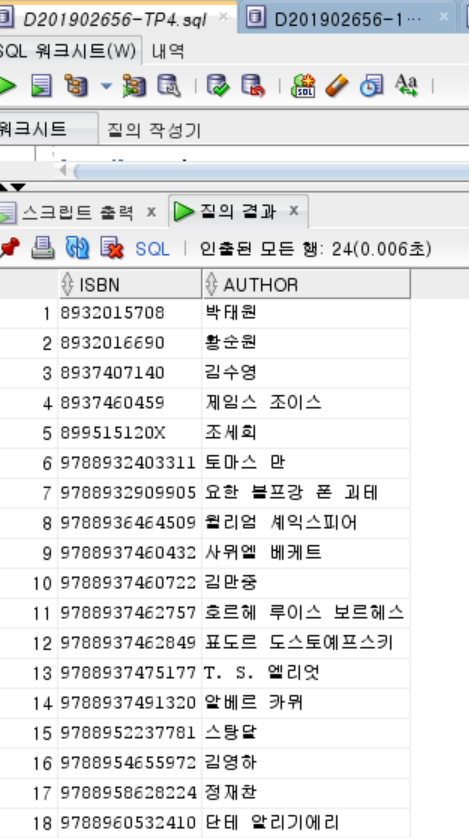 D201902656-TP4.sql × D201902656-1··· ×
SQL 워크시트(W) 내역
워크시트 질의 작성기
스크립트 출력 × 질의 결과 ×
SQL | 인출된 모든 행: 24(0.006초)
ISBN AUTHOR
1 8932015708 박태원
2 8932016690 황순원
3 8937407140 김수영
4 8937460459 제임스 조이스
5 899515120X 조세희
6 9788932403311 토마스 만
7 9788932909905 요한 볼프강 폰 괴테
8 9788936464509 윌리엄 셰익스피어
9 9788937460432 사뮈엘 베케트
10 9788937460722 김만중
11 9788937462757 호르헤 루이스 보르헤스
12 9788937462849 표도르 도스토예프스키
13 9788937475177 T. S. 엘리엇
14 9788937491320 알베르 카뮈
15 9788952237781 스탕달
16 9788954655972 김영하
17 9788958628224 정재찬
18 9788960532410 단테 알리기에리